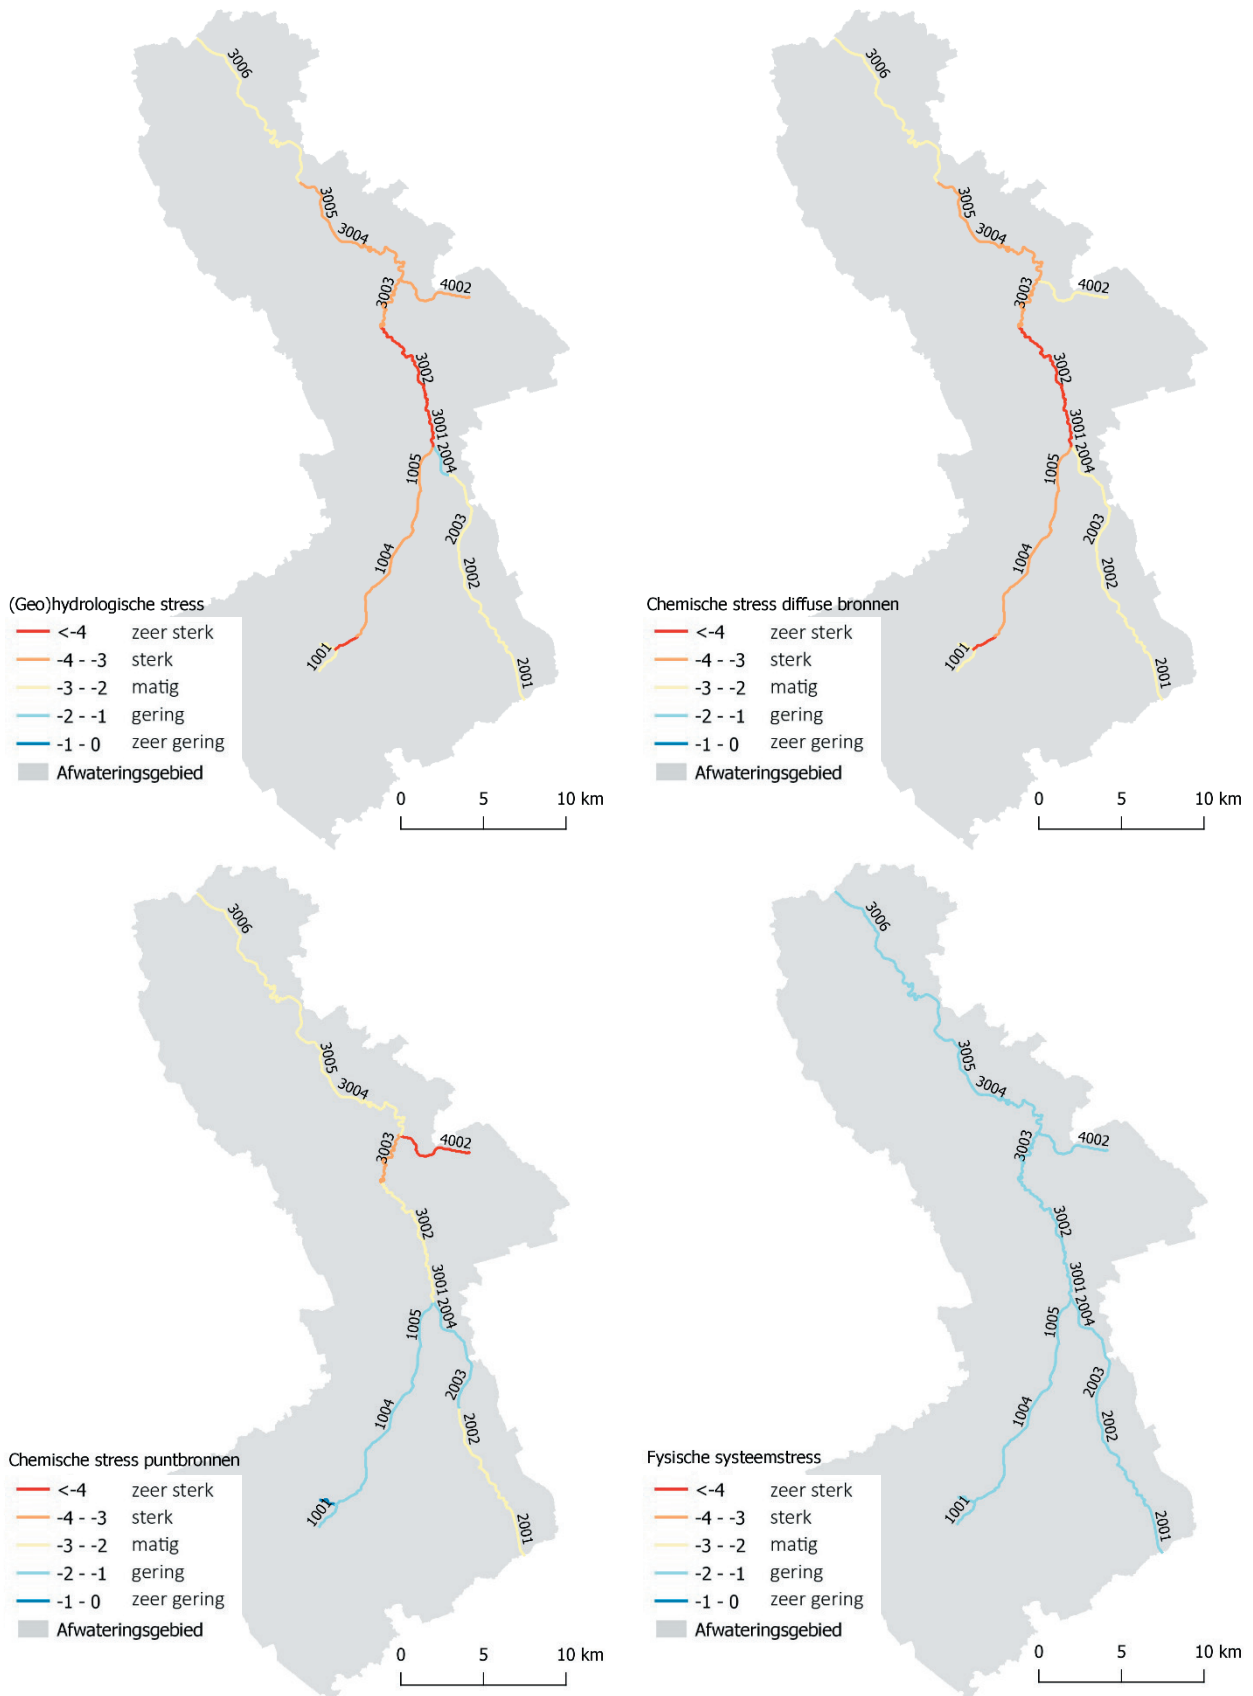 3006
3005
3004
4002
3003
3002
3001
2004
1005
2003
1004
2002
1001
2001
(Geo)hydrologische stress
<-4 zeer sterk
-4 - -3 sterk
-3 - -2 matig
-2 - -1 gering
-1 - 0 zeer gering
Afwateringsgebied
0 5 10 km
3006
3005
3004
4002
3003
3002
3001
2004
1005
2003
1004
2002
1001
2001
Chemische stress diffuse bronnen
<-4 zeer sterk
-4 - -3 sterk
-3 - -2 matig
-2 - -1 gering
-1 - 0 zeer gering
Afwateringsgebied
0 5 10 km
3006
3005
3004
4002
3003
3002
3001
2004
1005
2003
1004
2002
1001
2001
Chemische stress puntbronnen
<-4 zeer sterk
-4 - -3 sterk
-3 - -2 matig
-2 - -1 gering
-1 - 0 zeer gering
Afwateringsgebied
0 5 10 km
3006
3005
3004
4002
3003
3002
3001
2004
1005
2003
1004
2002
1001
2001
Fysische systeemstress
<-4 zeer sterk
-4 - -3 sterk
-3 - -2 matig
-2 - -1 gering
-1 - 0 zeer gering
Afwateringsgebied
0 5 10 km